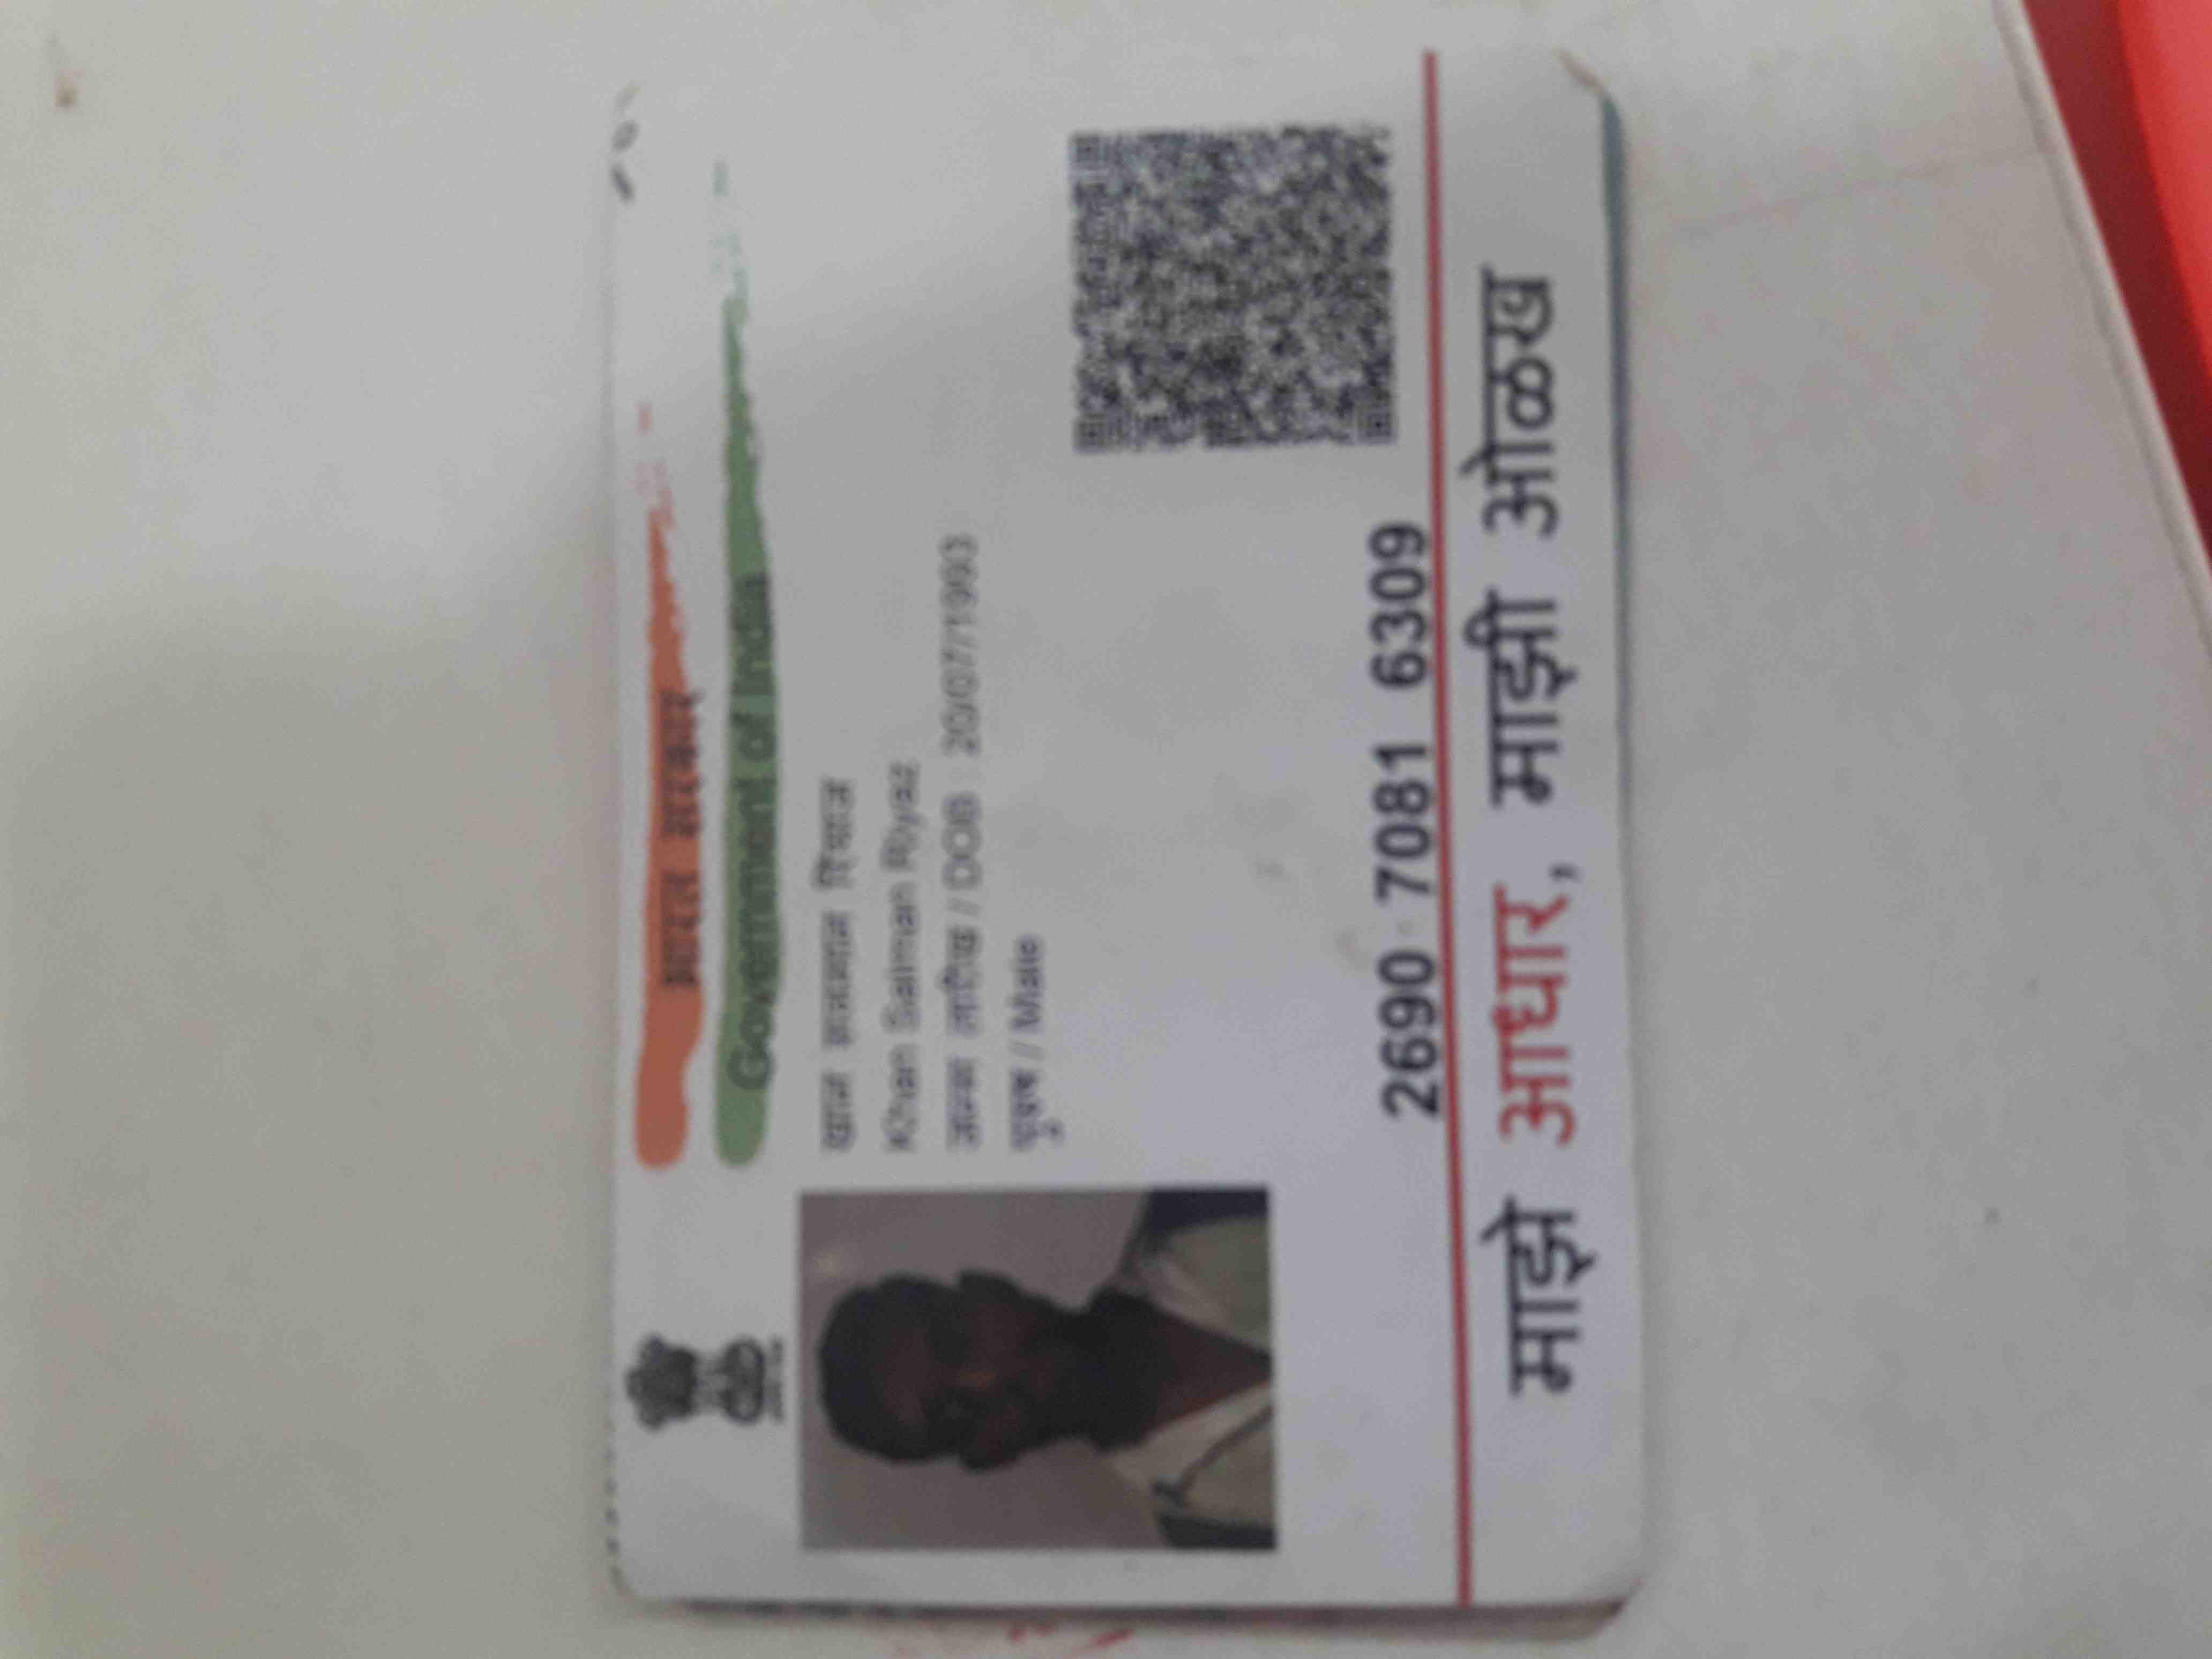 भारत सरकार
Government of India
खान सलमान रियाज
Khan Salman Riyaz
जन्म तारीख / DOB : 20/07/1993
पुरुष / Male
2690 7081 6309
माझे आधार, माझी ओळख